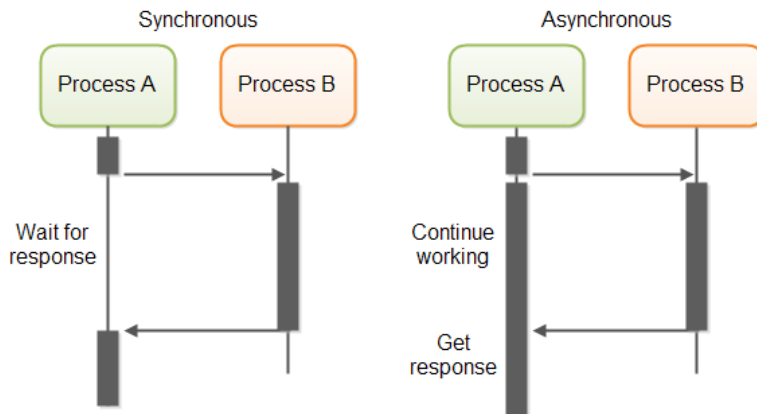 Synchronous
Asynchronous
Process A
Process B
Process A
Process B
Wait for
response
Continue
working
Get
response